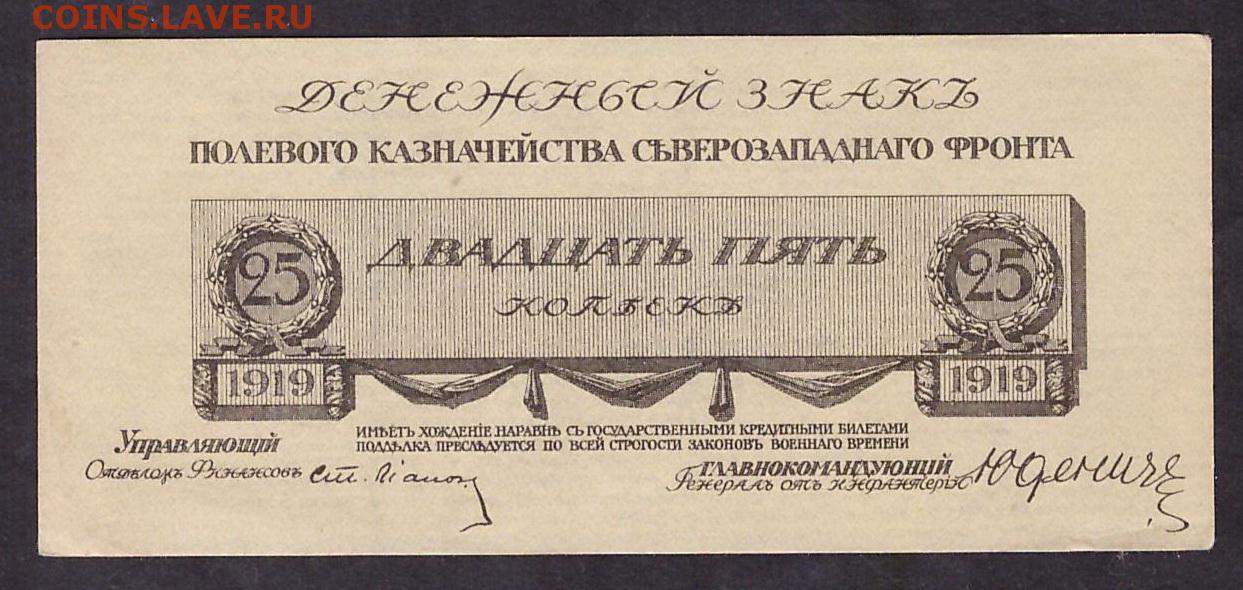 COINS.LAVE.RU
ДЕНЕЖНЫЙ ЗНАКЪ
ПОЛЕВОГО КАЗНАЧЕЙСТВА СѢВЕРОЗАПАДНАГО ФРОНТА
25 ДВАДЦАТЬ ПЯТЬ 25
КОПѢЕКЪ
1919 1919
ИМѢЕТЪ ХОЖДЕНІЕ НАРАВНѢ СЪ ГОСУДАРСТВЕННЫМИ КРЕДИТНЫМИ БИЛЕТАМИ
ПОДДѢЛКА ПРЕСЛѢДУЕТСЯ ПО ВСЕЙ СТРОГОСТИ ЗАКОНОВЪ ВОЕННАГО ВРЕМЕНИ
УПРАВЛЯЮЩІЙ
Отдѣломъ Финансовъ
ГЛАВНОКОМАНДУЮЩІЙ
Генералъ отъ инфантеріи Юденичъ